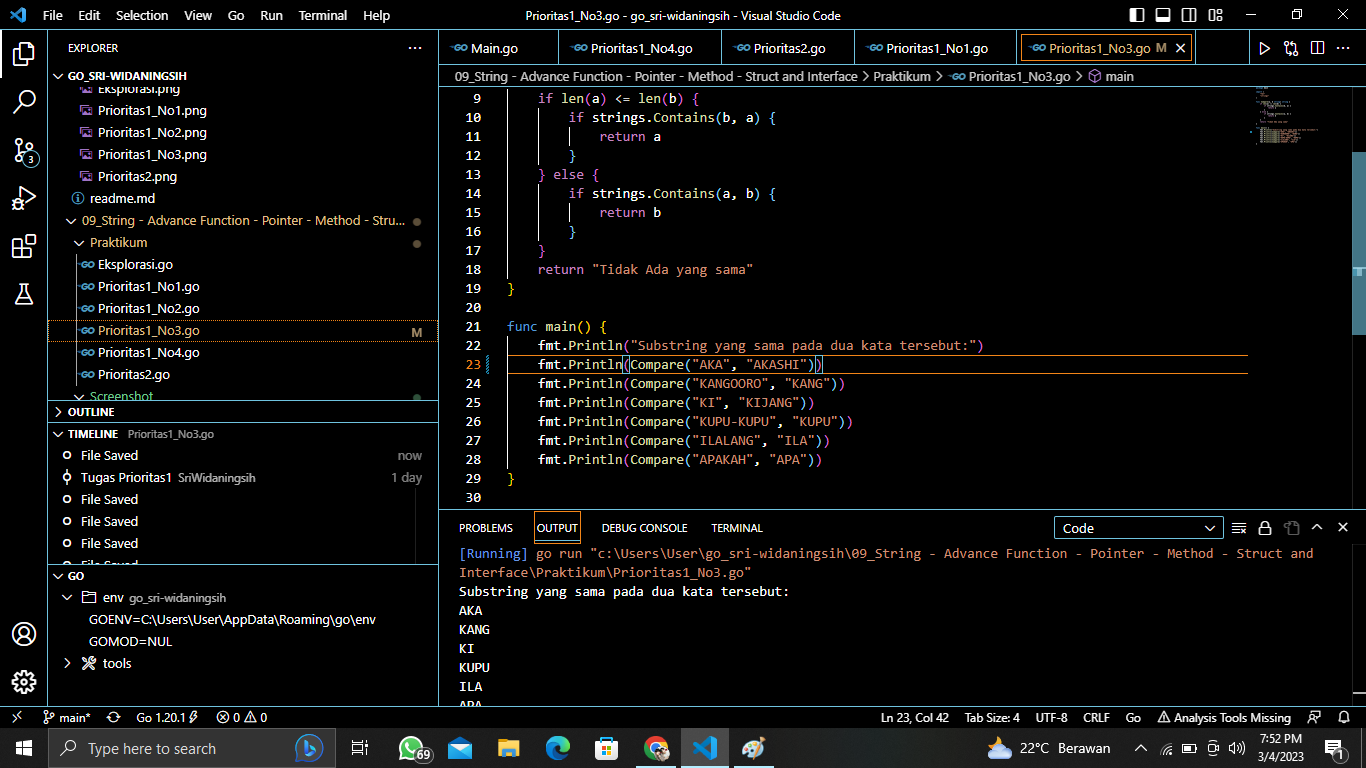 File Edit Selection View Go Run Terminal Help
Prioritas1_No3.go - go_sri-widaningsih - Visual Studio Code
EXPLORER
GO_SRI-WIDANINGSIH
Eksplorasi.png
Prioritas1_No1.png
Prioritas1_No2.png
Prioritas1_No3.png
Prioritas2.png
readme.md
09_String - Advance Function - Pointer - Method - Stru...
Praktikum
Eksplorasi.go
Prioritas1_No1.go
Prioritas1_No2.go
Prioritas1_No3.go M
Prioritas1_No4.go
Prioritas2.go
Screenshot
OUTLINE
TIMELINE Prioritas1_No3.go
File Saved now
Tugas Prioritas1 SriWidaningsih 1 day
File Saved
File Saved
File Saved
File Saved
GO
env go_sri-widaningsih
GOENV=C:\Users\User\AppData\Roaming\go\env
GOMOD=NUL
tools
3
Main.go Prioritas1_No4.go Prioritas2.go Prioritas1_No1.go Prioritas1_No3.go M
09_String - Advance Function - Pointer - Method - Struct and Interface > Praktikum > Prioritas1_No3.go > main
9 if len(a) <= len(b) {
10 if strings.Contains(b, a) {
11 return a
12 }
13 } else {
14 if strings.Contains(a, b) {
15 return b
16 }
17 }
18 return "Tidak Ada yang sama"
19 }
20
21 func main() {
22 fmt.Println("Substring yang sama pada dua kata tersebut:")
23 fmt.Println(Compare("AKA", "AKASHI"))
24 fmt.Println(Compare("KANGOORO", "KANG"))
25 fmt.Println(Compare("KI", "KIJANG"))
26 fmt.Println(Compare("KUPU-KUPU", "KUPU"))
27 fmt.Println(Compare("ILALANG", "ILA"))
28 fmt.Println(Compare("APAKAH", "APA"))
29 }
30
PROBLEMS OUTPUT DEBUG CONSOLE TERMINAL Code
[Running] go run "c:\Users\User\go_sri-widaningsih\09_String - Advance Function - Pointer - Method - Struct and
Interface\Praktikum\Prioritas1_No3.go"
Substring yang sama pada dua kata tersebut:
AKA
KANG
KI
KUPU
ILA
APA
main* Go 1.20.1 0 0 Ln 23, Col 42 Tab Size: 4 UTF-8 CRLF Go Analysis Tools Missing
Type here to search 69 22°C Berawan 7:52 PM
3/4/2023 1